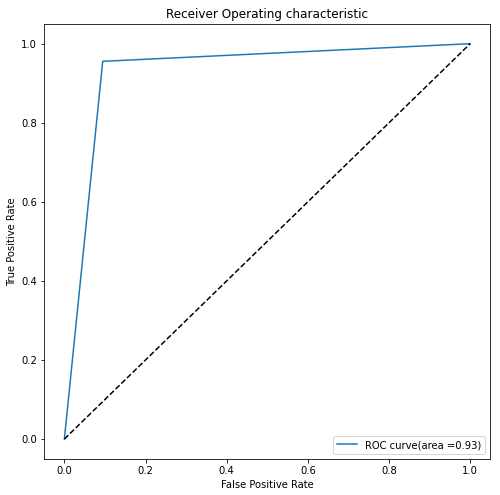 Receiver Operating characteristic
True Positive Rate
1.0
0.8
0.6
0.4
0.2
0.0
0.0 0.2 0.4 0.6 0.8 1.0
False Positive Rate
ROC curve(area =0.93)